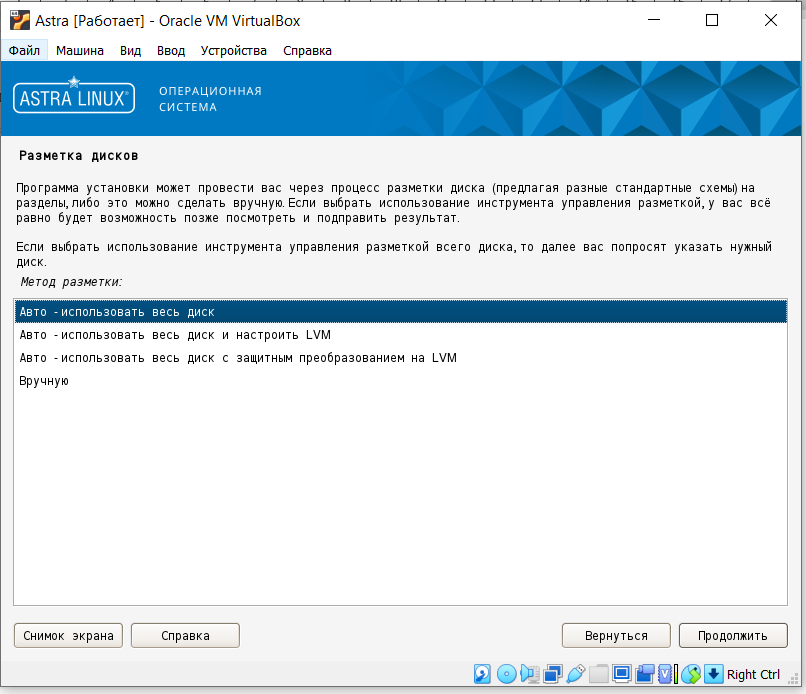 Astra [Работает] - Oracle VM VirtualBox
Файл Машина Вид Ввод Устройства Справка
ASTRA LINUX®
ОПЕРАЦИОННАЯ
СИСТЕМА
Разметка дисков
Программа установки может провести вас через процесс разметки диска (предлагая разные стандартные схемы) на
разделы, либо это можно сделать вручную. Если выбрать использование инструмента управления разметкой, у вас всё
равно будет возможность позже посмотреть и подправить результат.
Если выбрать использование инструмента управления разметкой всего диска, то далее вас попросят указать нужный
диск.
Метод разметки:
Авто - использовать весь диск
Авто - использовать весь диск и настроить LVM
Авто - использовать весь диск с защитным преобразованием на LVM
Вручную
Снимок экрана Справка Вернуться Продолжить
Right Ctrl